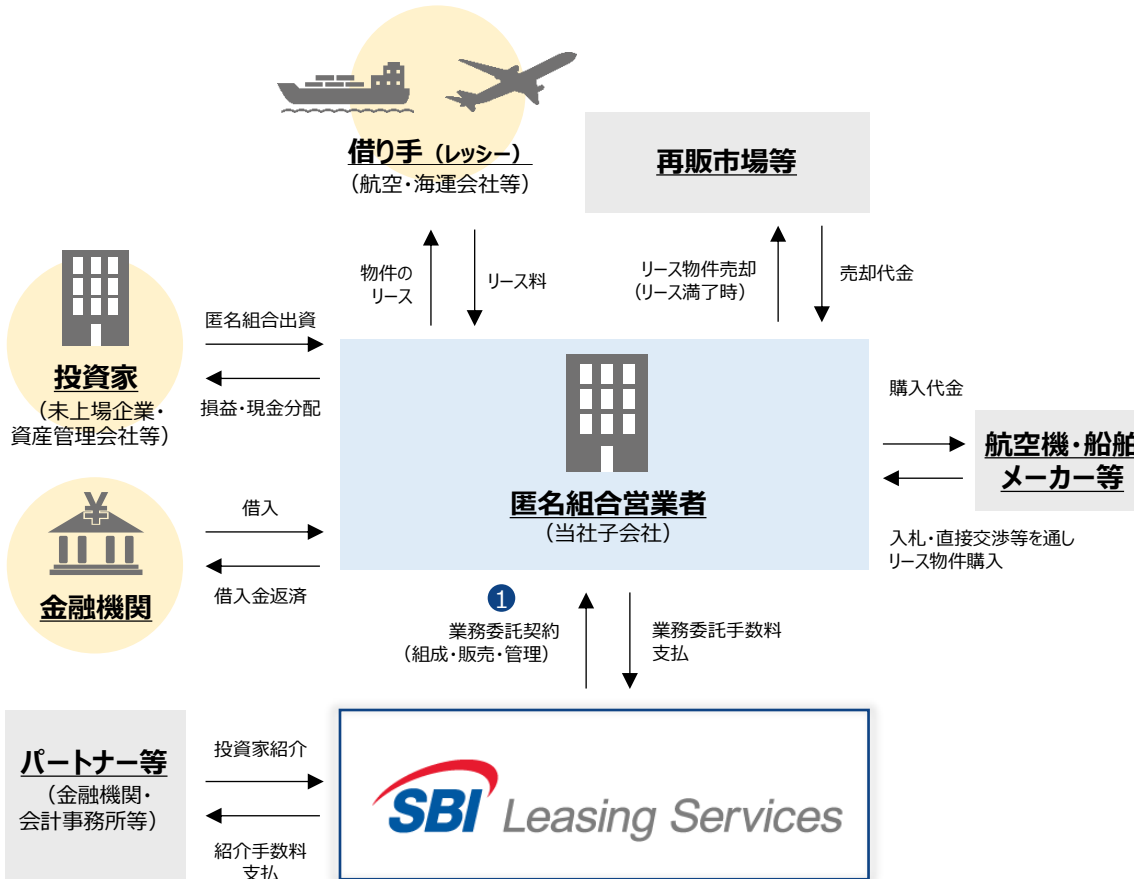 借り手（レッシー）
（航空・海運会社等）
再販市場等
物件の
リース
リース料
リース物件売却
（リース満了時）
売却代金
匿名組合出資
投資家
（未上場企業・
資産管理会社等）
損益・現金分配
購入代金
航空機・船舶
メーカー等
匿名組合営業者
（当社子会社）
入札・直接交渉等を通し
リース物件購入
¥
借入
金融機関
借入金返済
1
業務委託契約
（組成・販売・管理）
業務委託手数料
支払
パートナー等
（金融機関・
会計事務所等）
投資家紹介
紹介手数料
支払
SBI Leasing Services